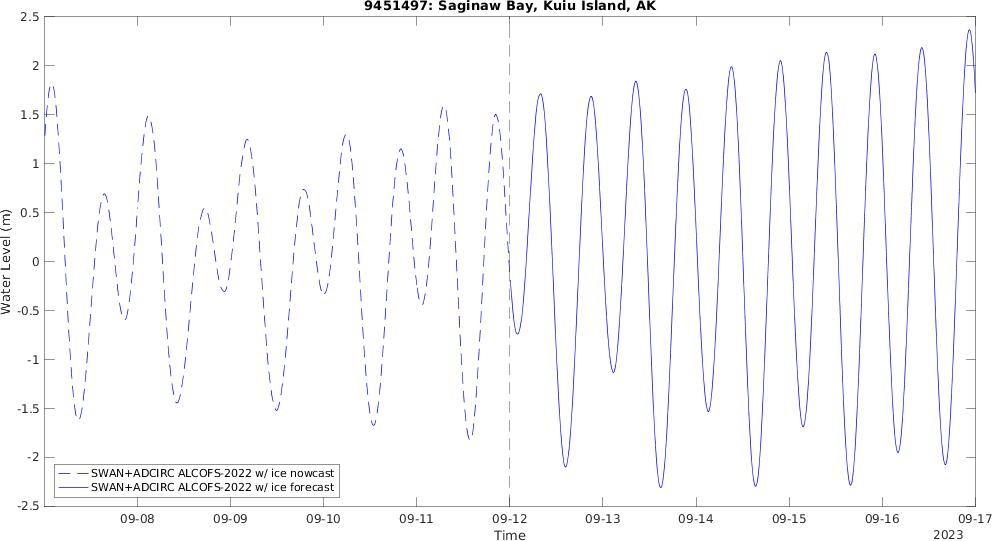 9451497: Saginaw Bay, Kuiu Island, AK
2.5
2
1.5
1
0.5
0
-0.5
-1
-1.5
-2
-2.5
Water Level (m)
SWAN+ADCIRC ALCOFS-2022 w/ ice nowcast
SWAN+ADCIRC ALCOFS-2022 w/ ice forecast
09-08 09-09 09-10 09-11 09-12 09-13 09-14 09-15 09-16 09-17
Time
2023